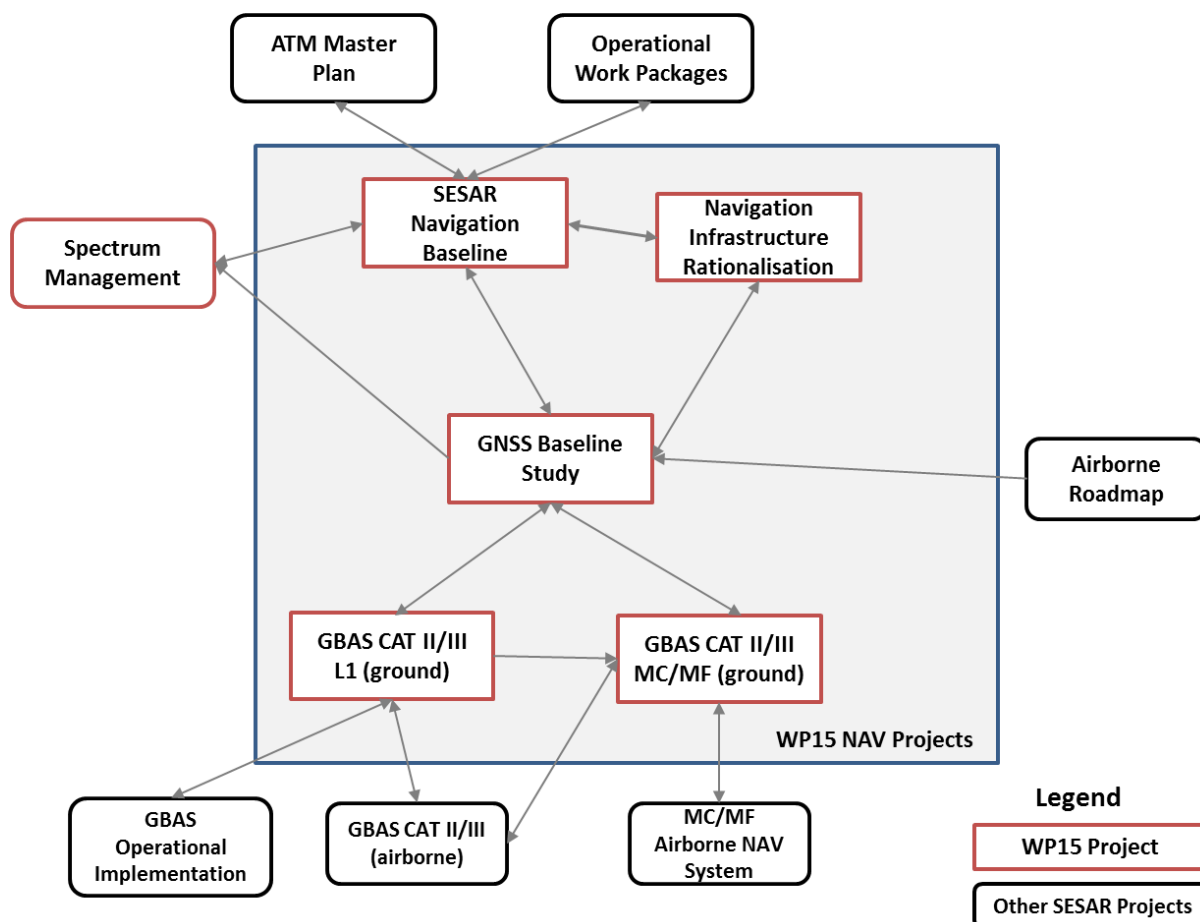 ATM Master
Plan
Operational
Work Packages
SESAR
Navigation
Baseline
Navigation
Infrastructure
Rationalisation
Spectrum
Management
GNSS Baseline
Study
Airborne
Roadmap
GBAS CAT II/III
L1 (ground)
GBAS CAT II/III
MC/MF (ground)
WP15 NAV Projects
GBAS
Operational
Implementation
GBAS CAT II/III
(airborne)
MC/MF
Airborne NAV
System
Legend
WP15 Project
Other SESAR Projects